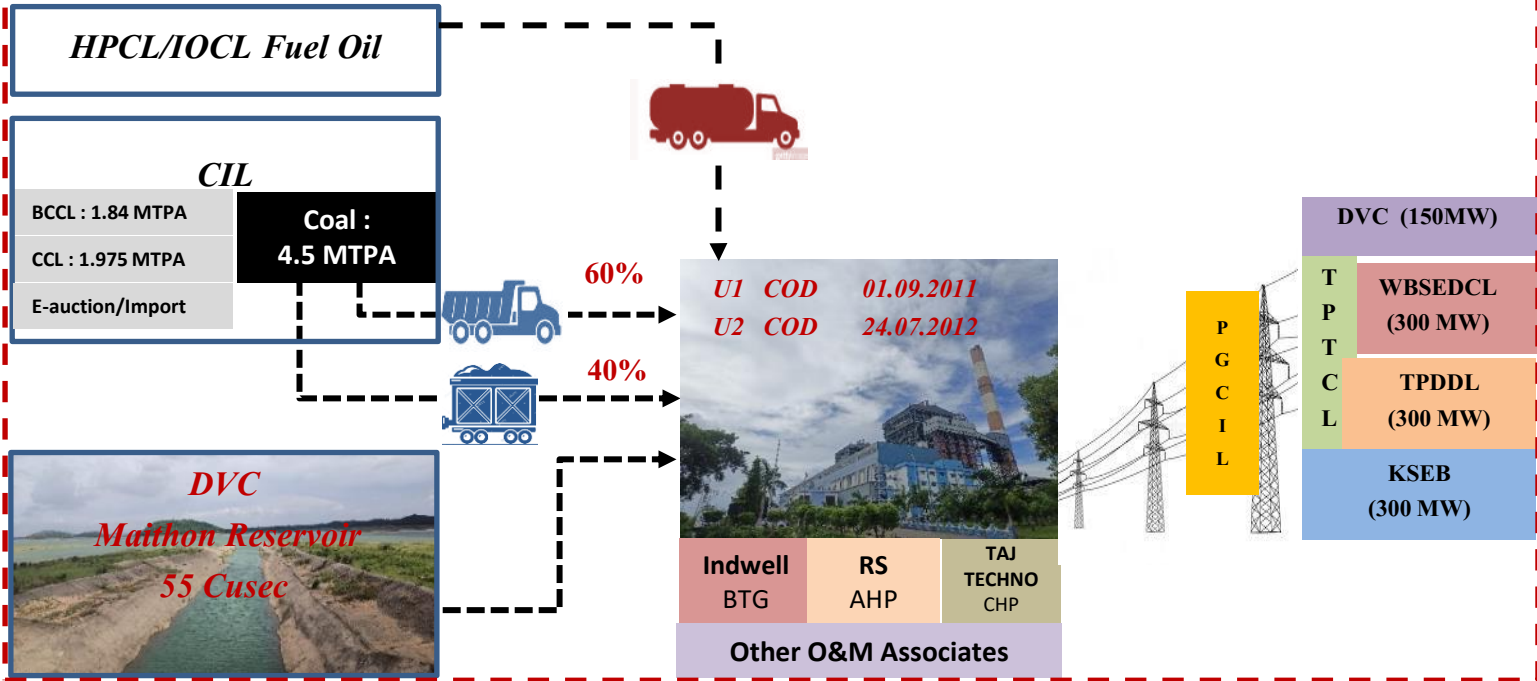 HPCL/IOCL Fuel Oil
CIL
BCCL : 1.84 MTPA
CCL : 1.975 MTPA
E-auction/Import
Coal :
4.5 MTPA
60%
40%
DVC
Maithon Reservoir
55 Cusec
U1 COD 01.09.2011
U2 COD 24.07.2012
Indwell
BTG
RS
AHP
TAJ
TECHNO
CHP
Other O&M Associates
P
G
C
I
L
DVC (150MW)
T
P
T
C
L
WBSEDCL
(300 MW)
TPDDL
(300 MW)
KSEB
(300 MW)